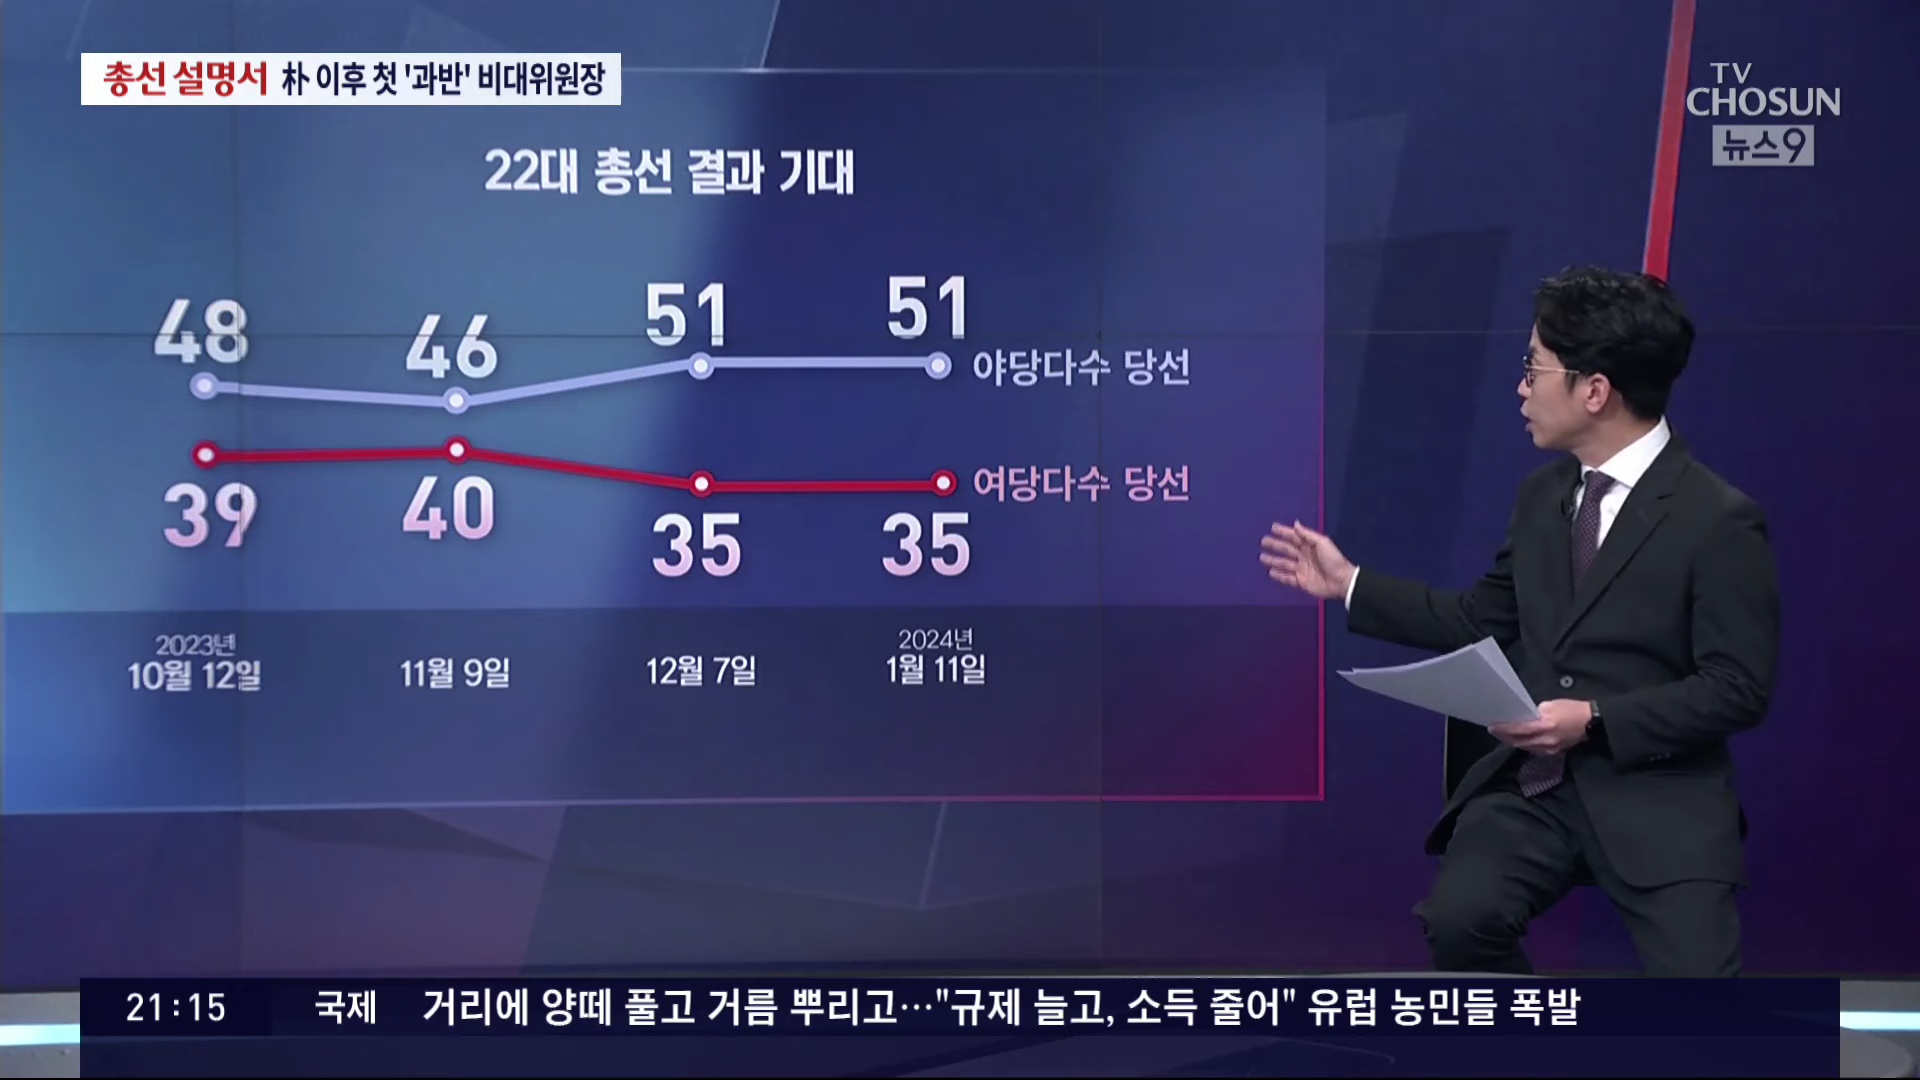 총선 설명서 朴 이후 첫 '과반' 비대위원장
TV
CHOSUN
뉴스9
22대 총선 결과 기대
48 46 51 51
야당다수 당선
여당다수 당선
39 40 35 35
2023년 2024년
10월 12일 11월 9일 12월 7일 1월 11일
21:15 국제 거리에 양떼 풀고 거름 뿌리고…"규제 늘고, 소득 줄어" 유럽 농민들 폭발